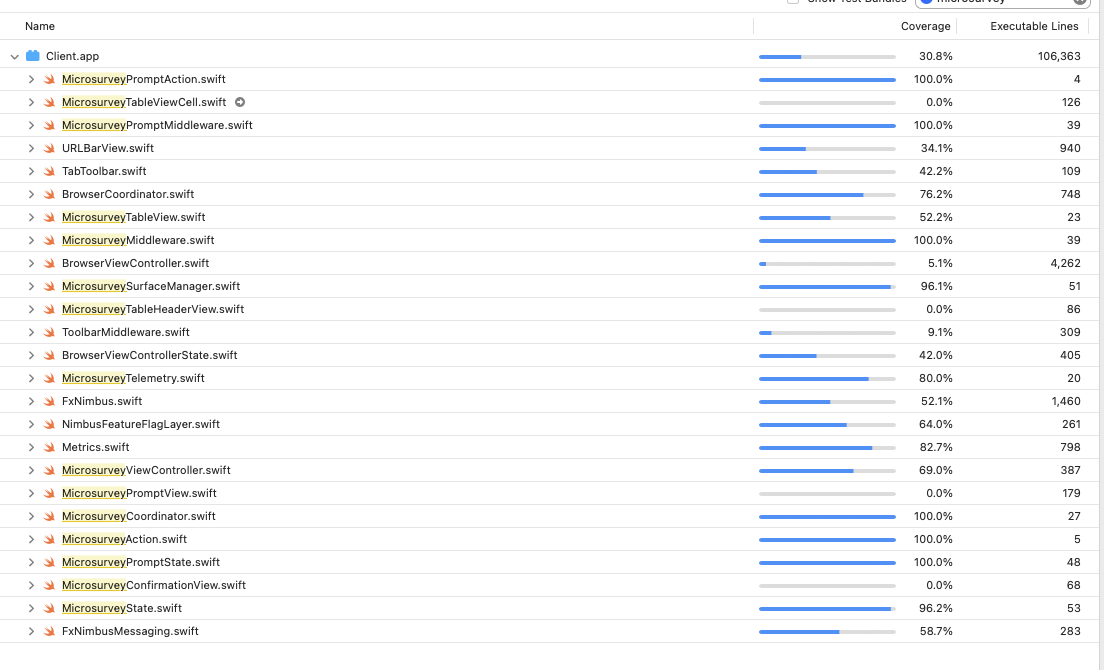 Show Test Bundles microsurvey
Name Coverage Executable Lines
Client.app 30.8% 106,363
MicrosurveyPromptAction.swift 100.0% 4
MicrosurveyTableViewCell.swift 0.0% 126
MicrosurveyPromptMiddleware.swift 100.0% 39
URLBarView.swift 34.1% 940
TabToolbar.swift 42.2% 109
BrowserCoordinator.swift 76.2% 748
MicrosurveyTableView.swift 52.2% 23
MicrosurveyMiddleware.swift 100.0% 39
BrowserViewController.swift 5.1% 4,262
MicrosurveySurfaceManager.swift 96.1% 51
MicrosurveyTableHeaderView.swift 0.0% 86
ToolbarMiddleware.swift 9.1% 309
BrowserViewControllerState.swift 42.0% 405
MicrosurveyTelemetry.swift 80.0% 20
FxNimbus.swift 52.1% 1,460
NimbusFeatureFlagLayer.swift 64.0% 261
Metrics.swift 82.7% 798
MicrosurveyViewController.swift 69.0% 387
MicrosurveyPromptView.swift 0.0% 179
MicrosurveyCoordinator.swift 100.0% 27
MicrosurveyAction.swift 100.0% 5
MicrosurveyPromptState.swift 100.0% 48
MicrosurveyConfirmationView.swift 0.0% 68
MicrosurveyState.swift 96.2% 53
FxNimbusMessaging.swift 58.7% 283